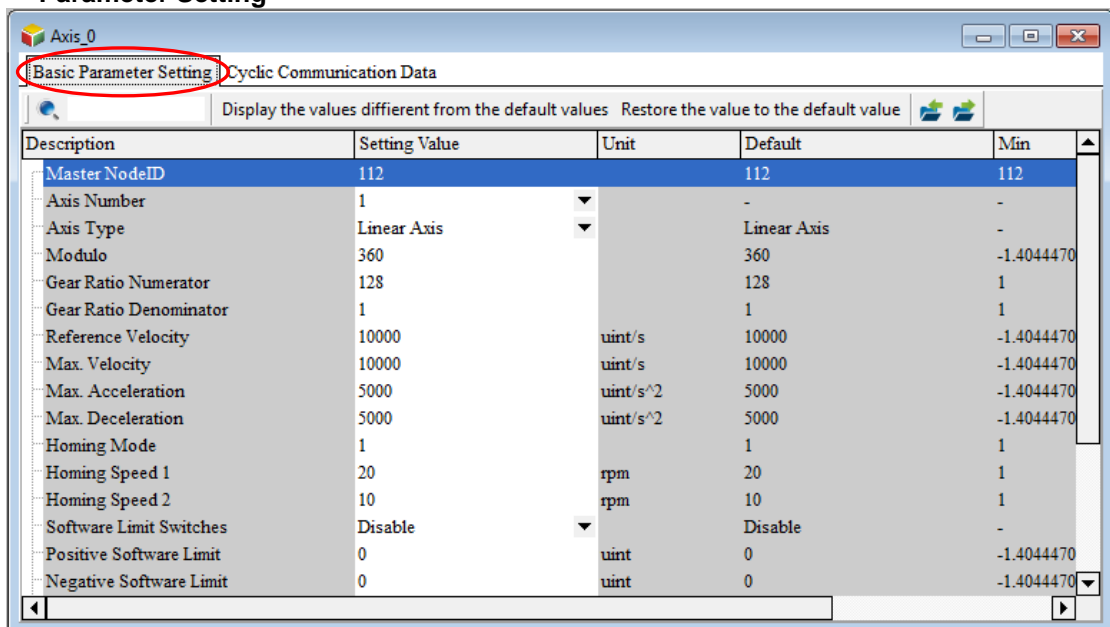 Parameter Setting
Axis_0
Basic Parameter Setting Cyclic Communication Data
Display the values diffierent from the default values Restore the value to the default value
Description Setting Value Unit Default Min
Master NodeID 112 112 112
Axis Number 1 - -
Axis Type Linear Axis Linear Axis -
Modulo 360 360 -1.4044470
Gear Ratio Numerator 128 128 1
Gear Ratio Denominator 1 1 1
Reference Velocity 10000 uint/s 10000 -1.4044470
Max. Velocity 10000 uint/s 10000 -1.4044470
Max. Acceleration 5000 uint/s^2 5000 -1.4044470
Max. Deceleration 5000 uint/s^2 5000 -1.4044470
Homing Mode 1 1 1
Homing Speed 1 20 rpm 20 1
Homing Speed 2 10 rpm 10 1
Software Limit Switches Disable Disable -
Positive Software Limit 0 uint 0 -1.4044470
Negative Software Limit 0 uint 0 -1.4044470